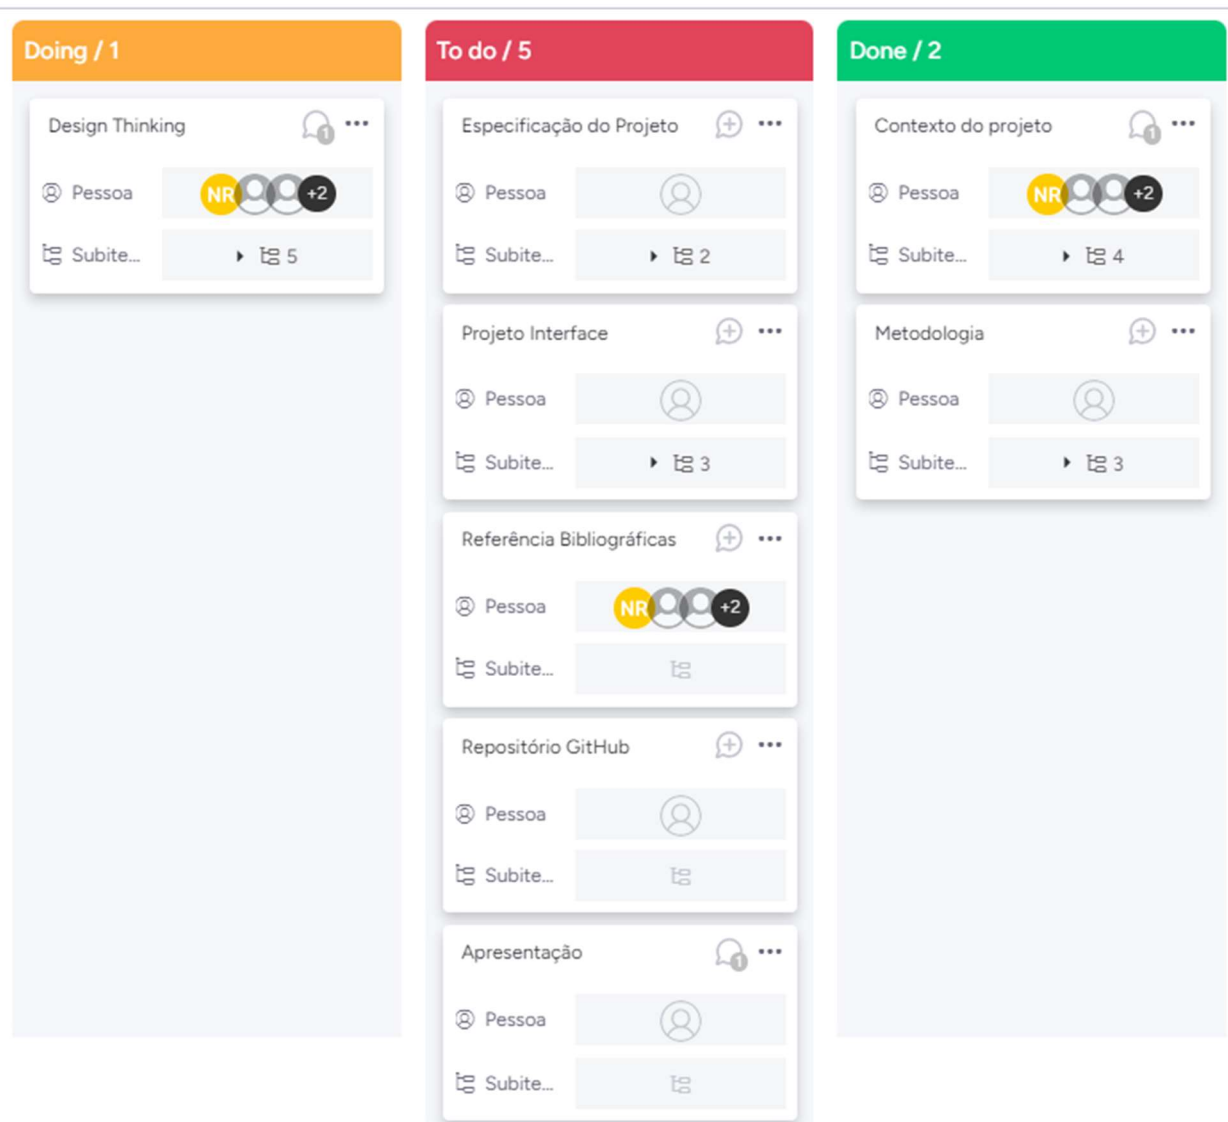 Doing / 1
Design Thinking 1
Pessoa NR +2
Subite... 5
To do / 5
Especificação do Projeto
Pessoa
Subite... 2
Projeto Interface
Pessoa
Subite... 3
Referência Bibliográficas
Pessoa NR +2
Subite...
Repositório GitHub
Pessoa
Subite...
Apresentação 1
Pessoa
Subite...
Done / 2
Contexto do projeto 1
Pessoa NR +2
Subite... 4
Metodologia
Pessoa
Subite... 3